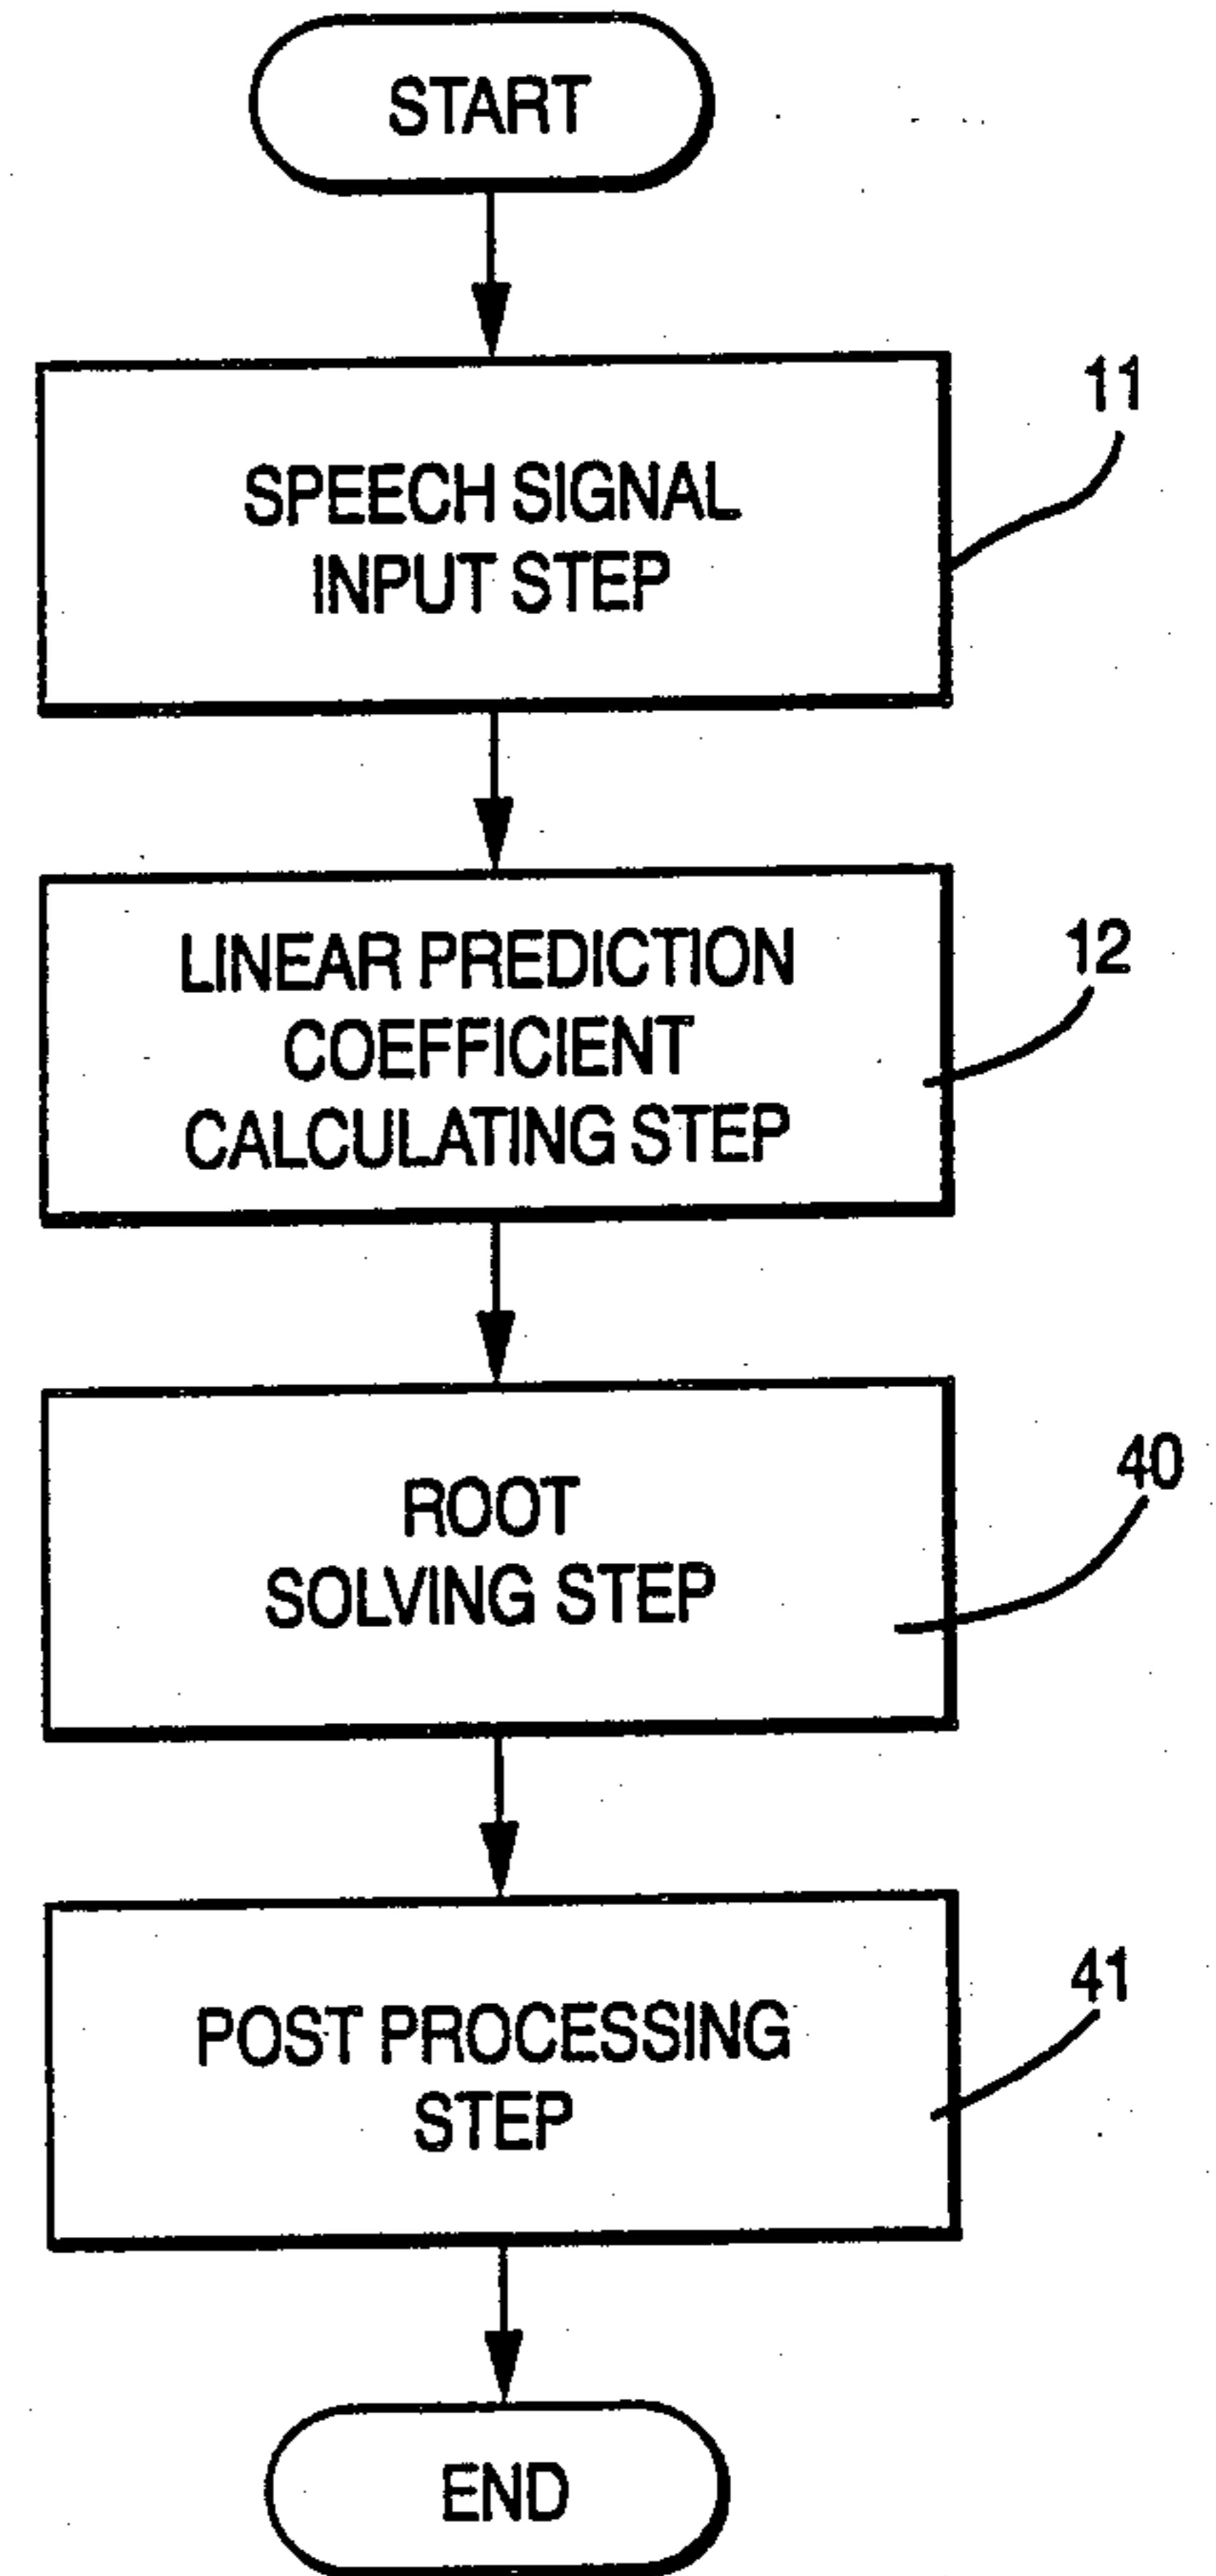 START
11
SPEECH SIGNAL
INPUT STEP
12
LINEAR PREDICTION
COEFFICIENT
CALCULATING STEP
40
ROOT
SOLVING STEP
41
POST PROCESSING
STEP
END